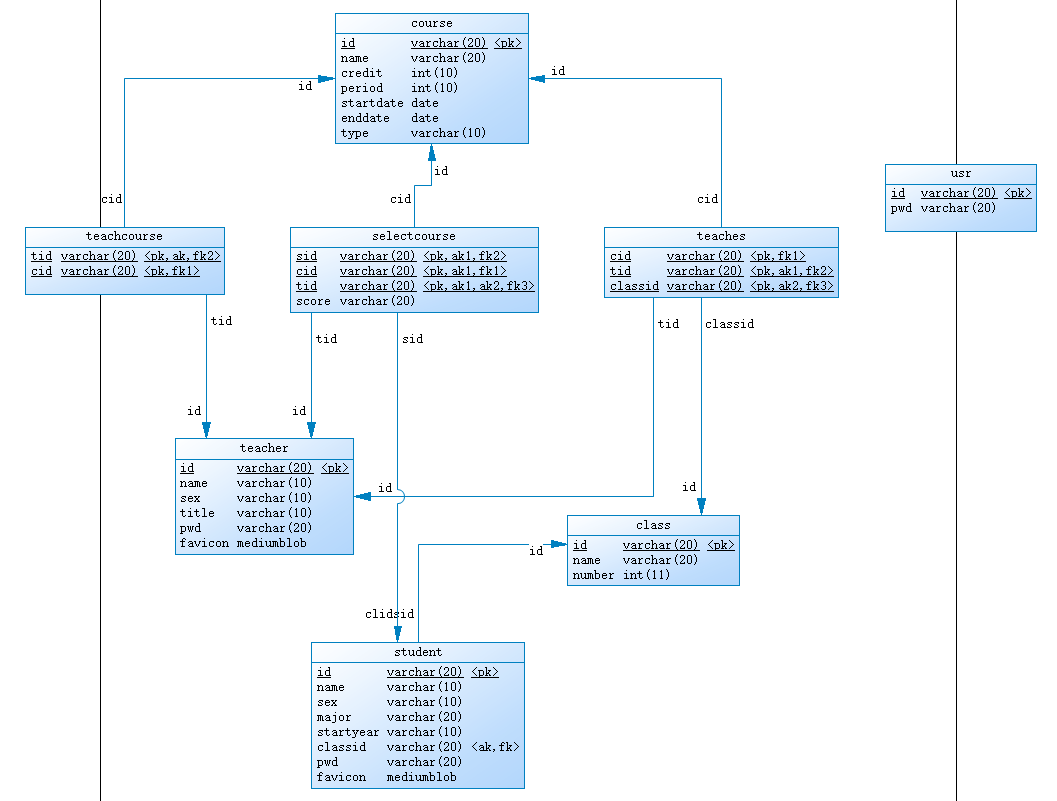 course
id varchar(20) <pk>
name varchar(20)
credit int(10)
period int(10)
startdate date
enddate date
type varchar(10)
id
id
id
cid
cid
cid
usr
id varchar(20) <pk>
pwd varchar(20)
teachcourse
tid varchar(20) <pk,ak,fk2>
cid varchar(20) <pk,fk1>
selectcourse
sid varchar(20) <pk,ak1,fk2>
cid varchar(20) <pk,ak1,fk1>
tid varchar(20) <pk,ak1,ak2,fk3>
score varchar(20)
teaches
cid varchar(20) <pk,fk1>
tid varchar(20) <pk,ak1,fk2>
classid varchar(20) <pk,ak2,fk3>
tid
tid
sid
tid
classid
id
id
teacher
id varchar(20) <pk>
name varchar(10)
sex varchar(10)
title varchar(10)
pwd varchar(20)
favicon mediumblob
id
id
class
id varchar(20) <pk>
name varchar(20)
number int(11)
id
clidsid
student
id varchar(20) <pk>
name varchar(10)
sex varchar(10)
major varchar(20)
startyear varchar(10)
classid varchar(20) <ak,fk>
pwd varchar(20)
favicon mediumblob